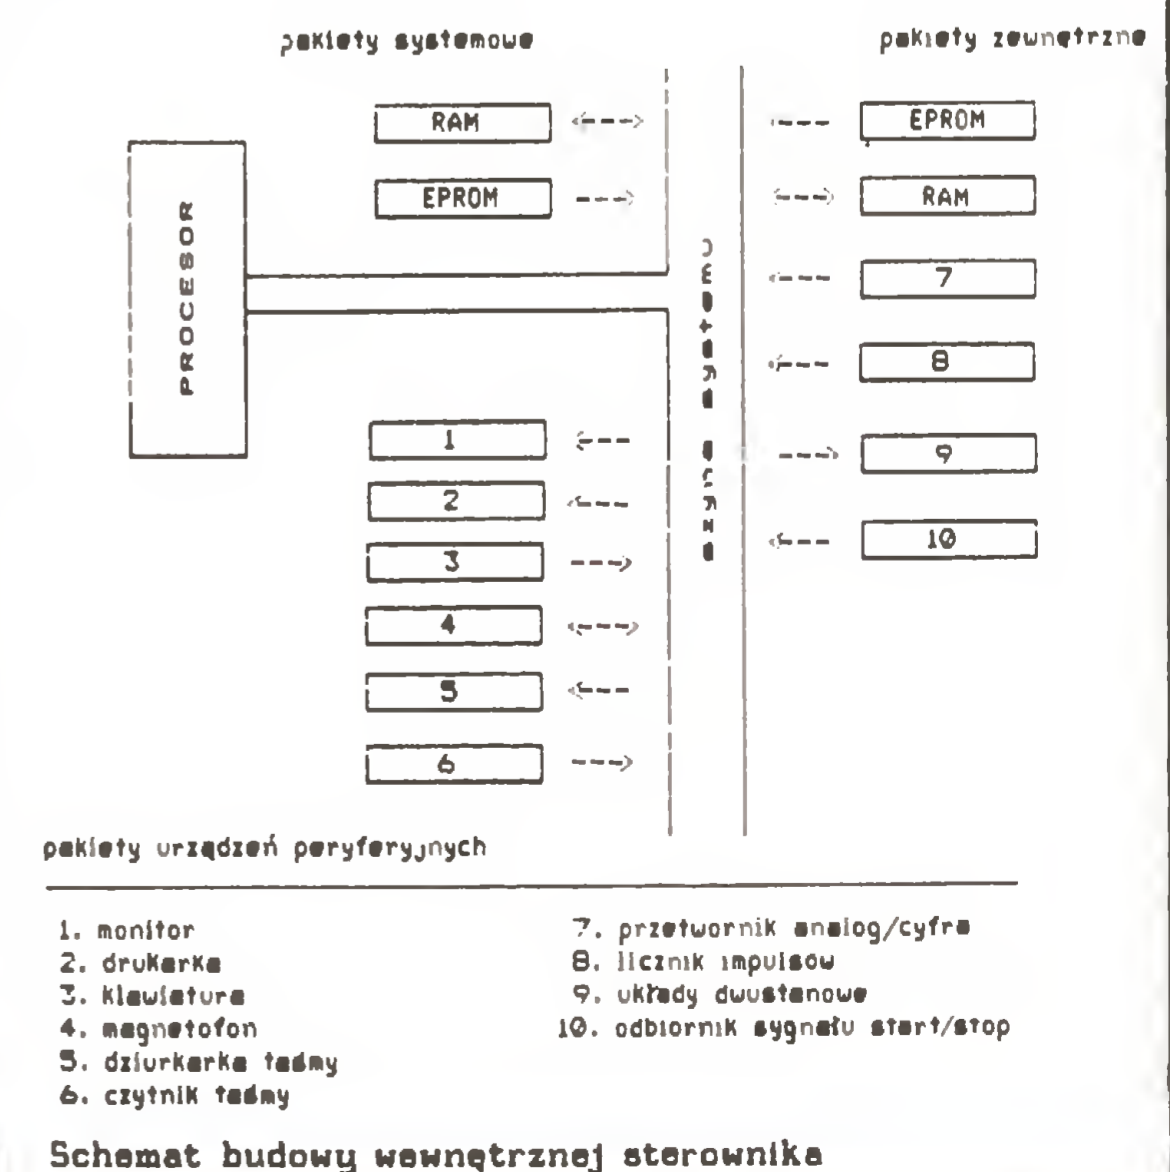 pakiety systemowe
pakiety zewnętrzne
RAM
EPROM
EPROM
RAM
PROCESOR
szyna systemu
7
8
9
10
1
2
3
4
5
6
pakiety urządzeń peryferyjnych
1. monitor
2. drukarka
3. klawiatura
4. magnetofon
5. dziurkarka taśmy
6. czytnik taśmy
7. przetwornik analog/cyfra
8. licznik impulsów
9. układy dwustanowe
10. odbiornik sygnału start/stop
Schemat budowy wewnętrznej sterownika